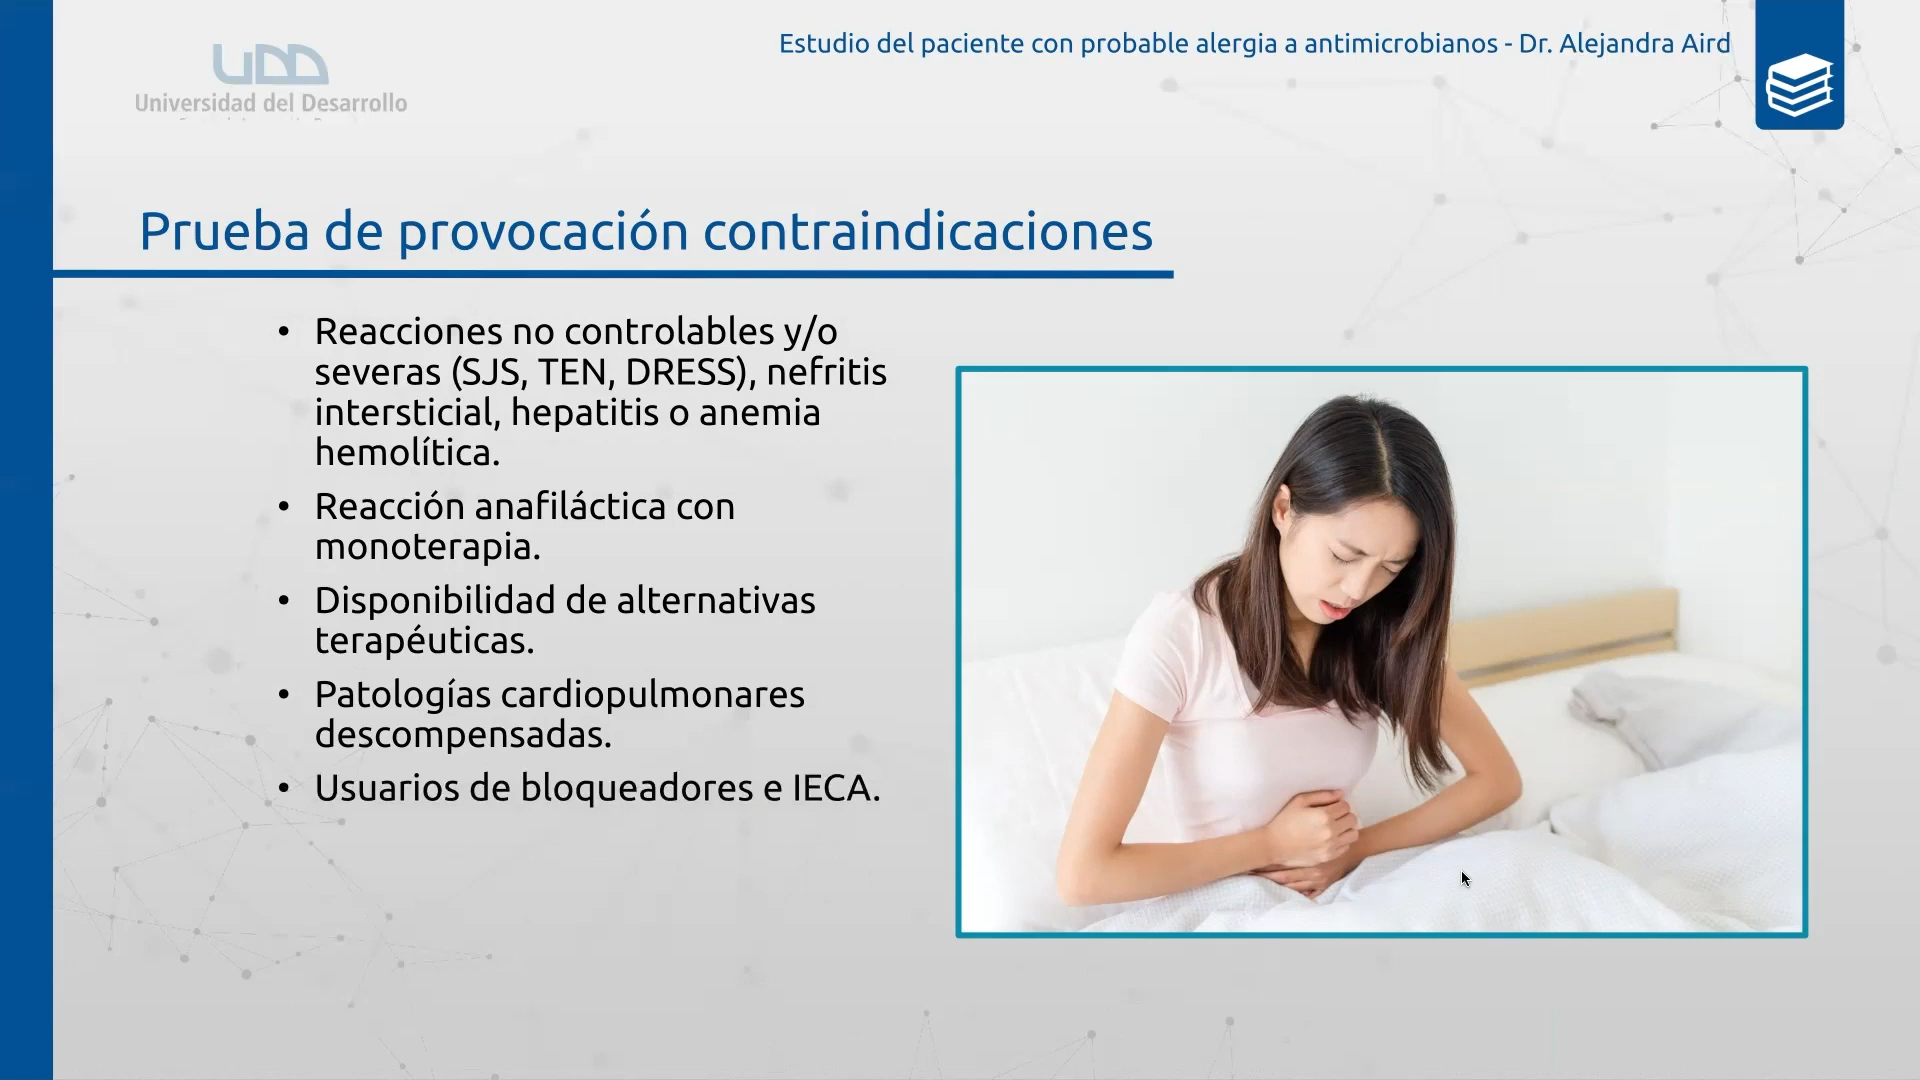 Estudio del paciente con probable alergia a antimicrobianos - Dr. Alejandra Aird
UDD
Universidad del Desarrollo
Prueba de provocación contraindicaciones
• Reacciones no controlables y/o
severas (SJS, TEN, DRESS), nefritis
intersticial, hepatitis o anemia
hemolítica.
• Reacción anafiláctica con
monoterapia.
• Disponibilidad de alternativas
terapéuticas.
• Patologías cardiopulmonares
descompensadas.
• Usuarios de bloqueadores e IECA.